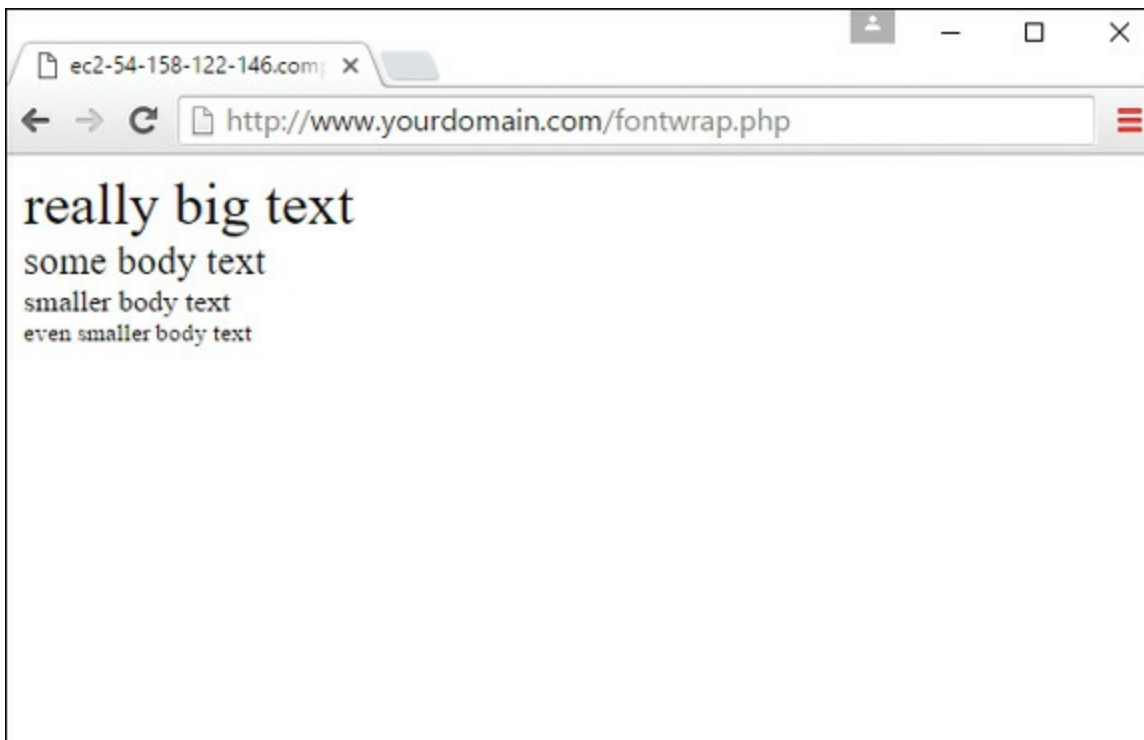 ec2-54-158-122-146.comp
http://www.yourdomain.com/fontwrap.php
really big text
some body text
smaller body text
even smaller body text